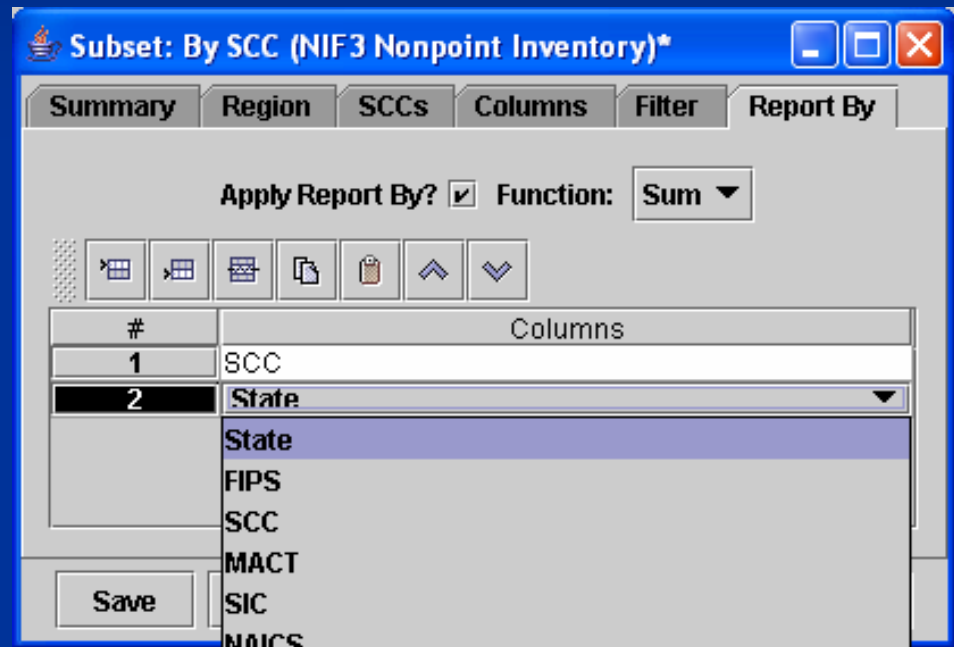 Subset: By SCC (NIF3 Nonpoint Inventory)*
Summary Region SCCs Columns Filter Report By
Apply Report By? Function: Sum
# Columns
1 SCC
2 State
State
FIPS
SCC
MACT
Save SIC
NAICS